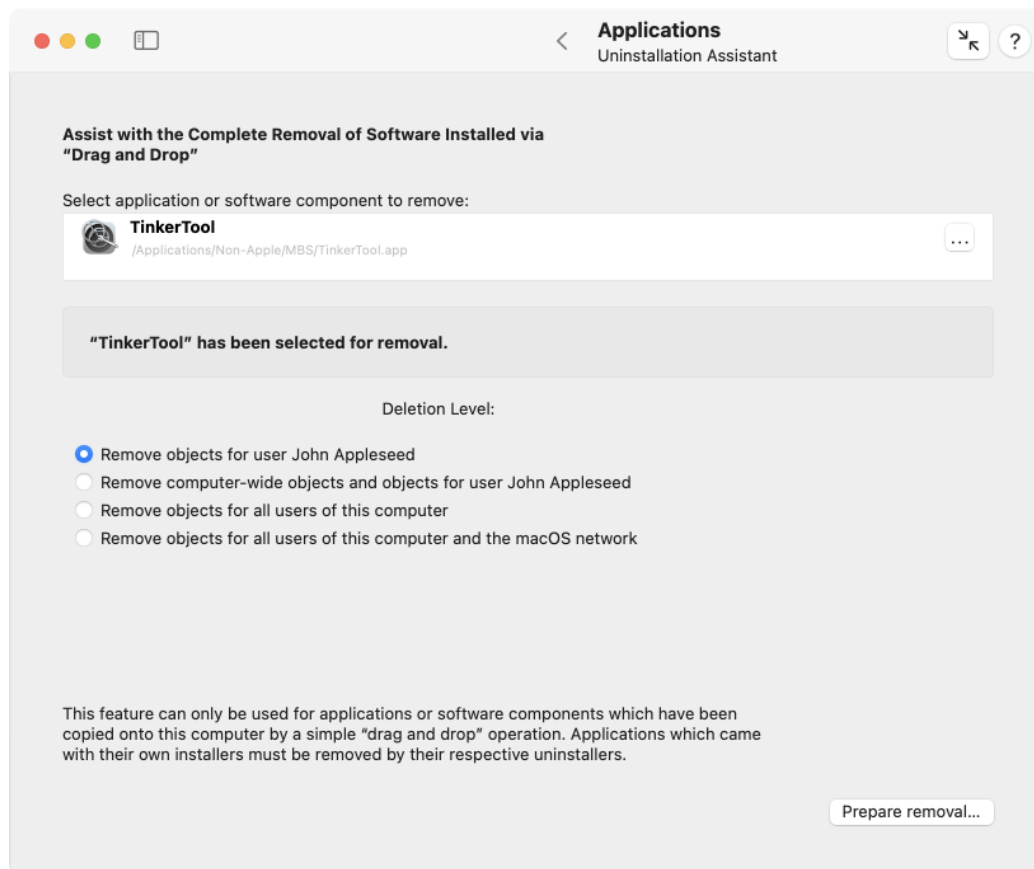 Applications
Uninstallation Assistant
?
Assist with the Complete Removal of Software Installed via
“Drag and Drop”
Select application or software component to remove:
TinkerTool
/Applications/Non-Apple/MBS/TinkerTool.app
...
“TinkerTool” has been selected for removal.
Deletion Level:
Remove objects for user John Appleseed
Remove computer-wide objects and objects for user John Appleseed
Remove objects for all users of this computer
Remove objects for all users of this computer and the macOS network
This feature can only be used for applications or software components which have been
copied onto this computer by a simple “drag and drop” operation. Applications which came
with their own installers must be removed by their respective uninstallers.
Prepare removal...